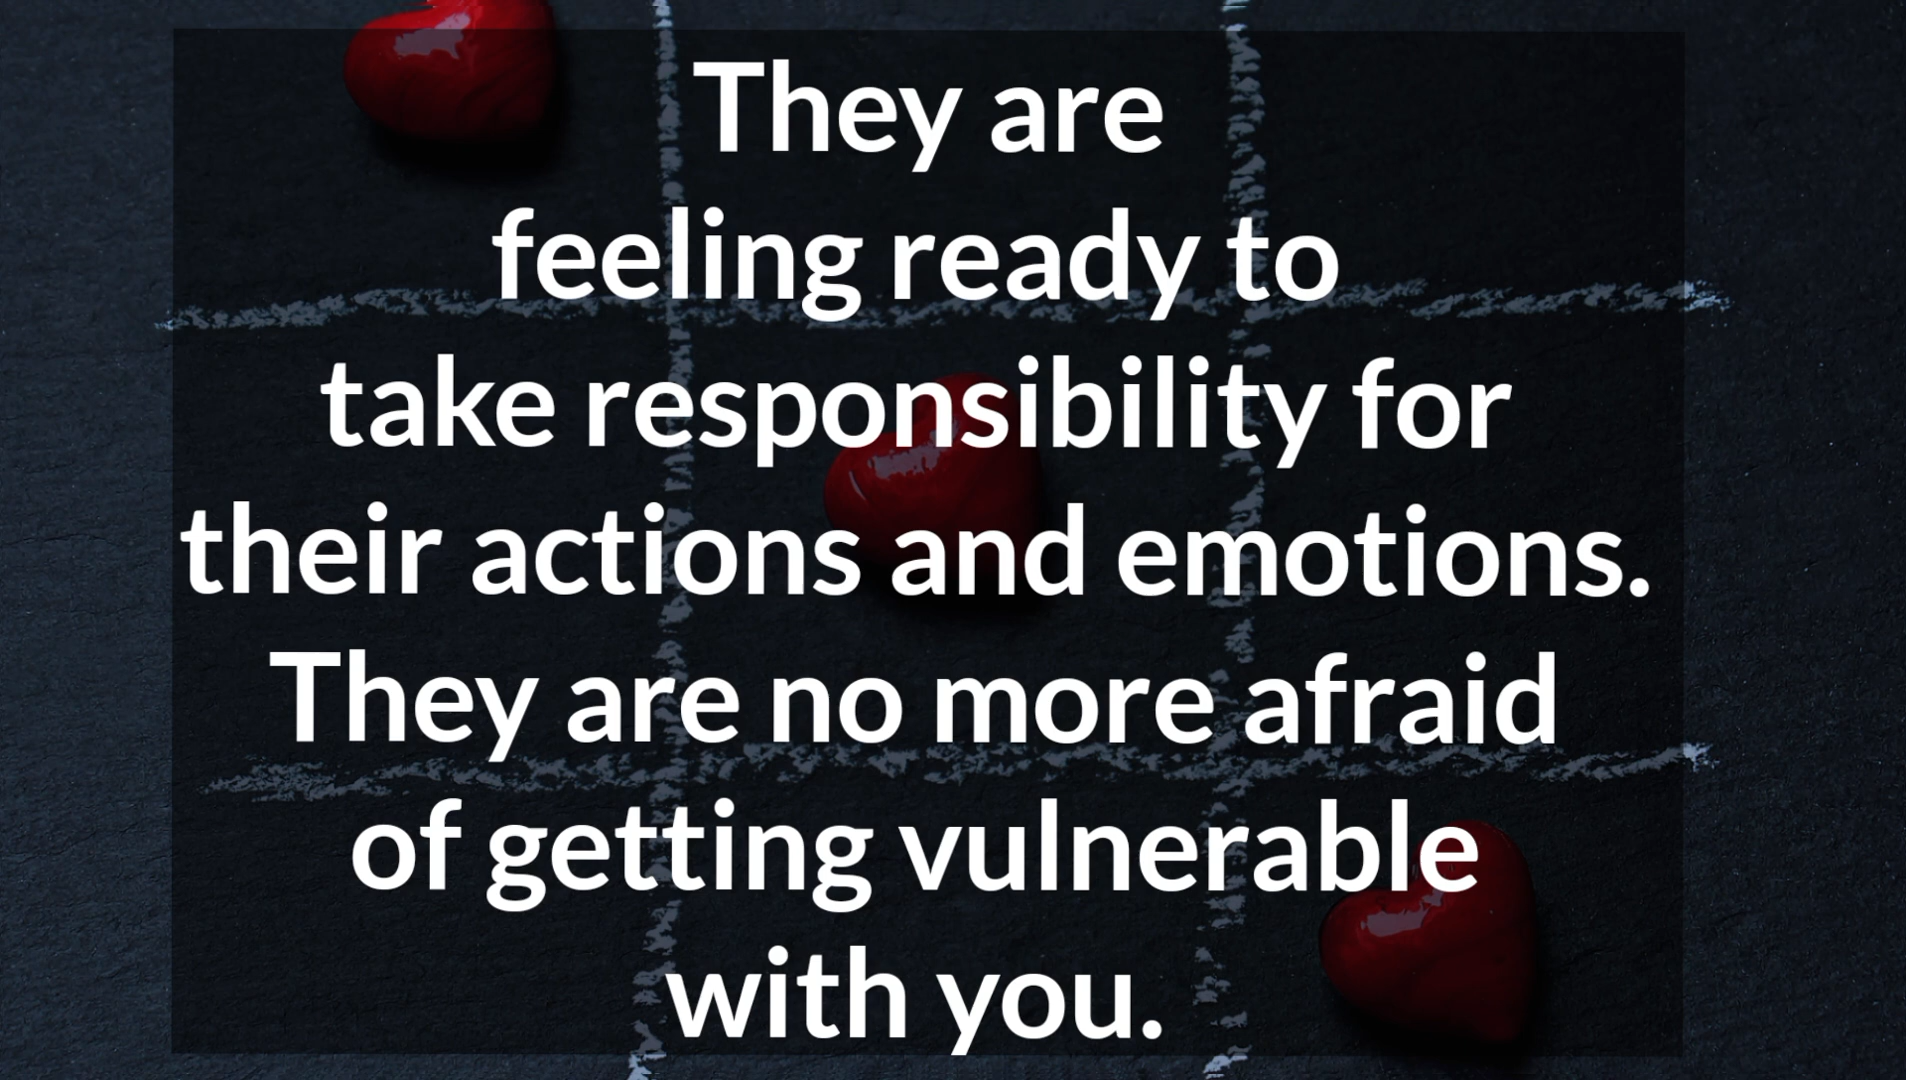 They are
feeling ready to
take responsibility for
their actions and emotions.
They are no more afraid
of getting vulnerable
with you.